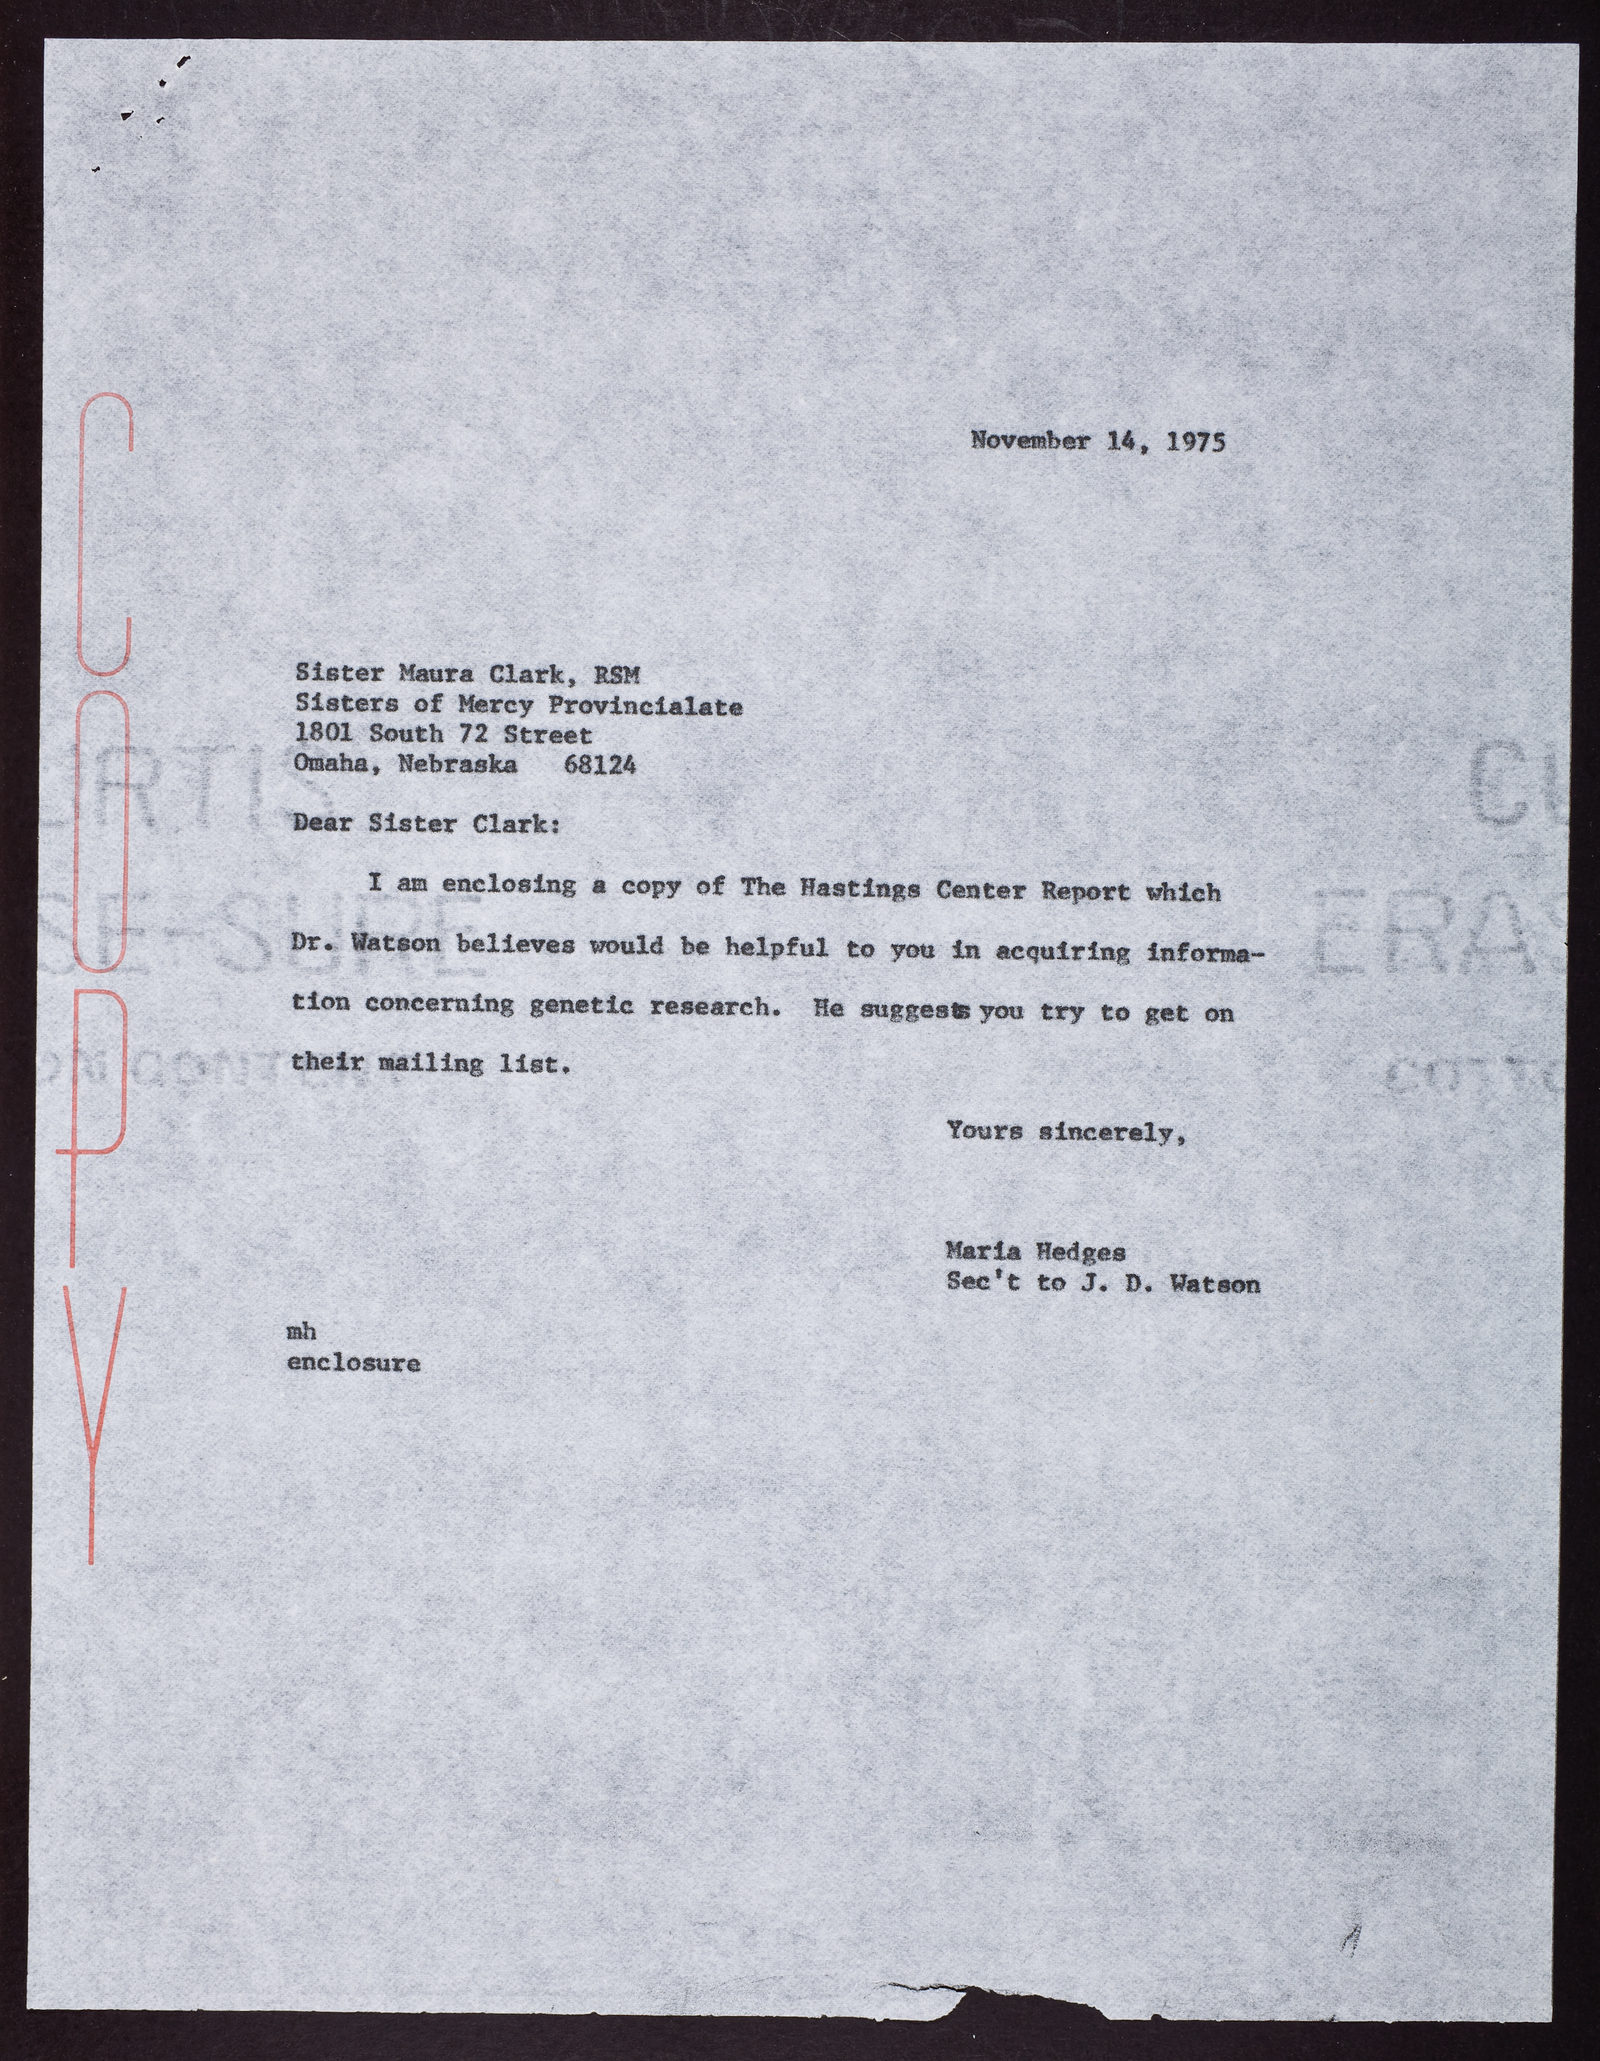 November 14, 1975
COPY
Sister Maura Clark, RSM
Sisters of Mercy Provincialate
1801 South 72 Street
Omaha, Nebraska 68124
Dear Sister Clark:
I am enclosing a copy of The Hastings Center Report which
Dr. Watson believes would be helpful to you in acquiring informa-
tion concerning genetic research. He suggests you try to get on
their mailing list.
Yours sincerely,
Maria Hedges
Sec't to J. D. Watson
mh
enclosure